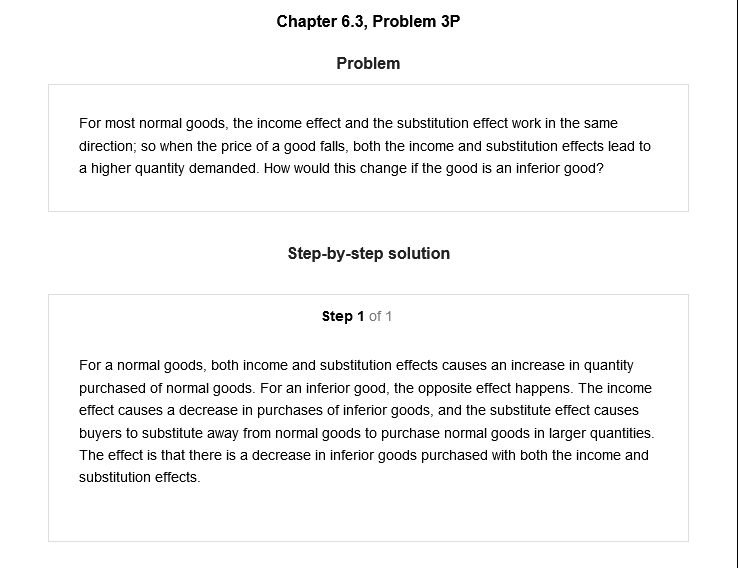 Chapter 6.3, Problem 3P
Problem
For most normal goods, the income effect and the substitution effect work in the same
direction; so when the price of a good falls, both the income and substitution effects lead to
a higher quantity demanded. How would this change if the good is an inferior good?
Step-by-step solution
Step 1 of 1
For a normal goods, both income and substitution effects causes an increase in quantity
purchased of normal goods. For an inferior good, the opposite effect happens. The income
effect causes a decrease in purchases of inferior goods, and the substitute effect causes
buyers to substitute away from normal goods to purchase normal goods in larger quantities.
The effect is that there is a decrease in inferior goods purchased with both the income and
substitution effects.